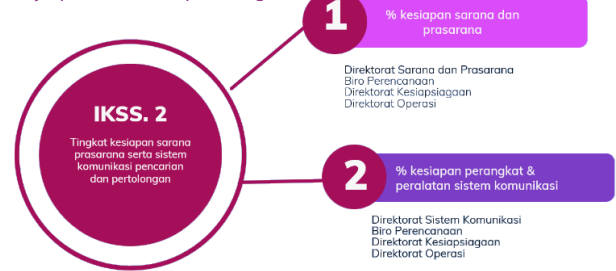 1
% kesiapan sarana dan
prasarana
Direktorat Sarana dan Prasarana
Biro Perencanaan
Direktorat Kesiapsiagaan
Direktorat Operasi
IKSS. 2
Tingkat kesiapan sarana
prasarana serta sistem
komunikasi pencarian
dan pertolongan
2
% kesiapan perangkat &
peralatan sistem komunikasi
Direktorat Sistem Komunikasi
Biro Perencanaan
Direktorat Kesiapsiagaan
Direktorat Operasi